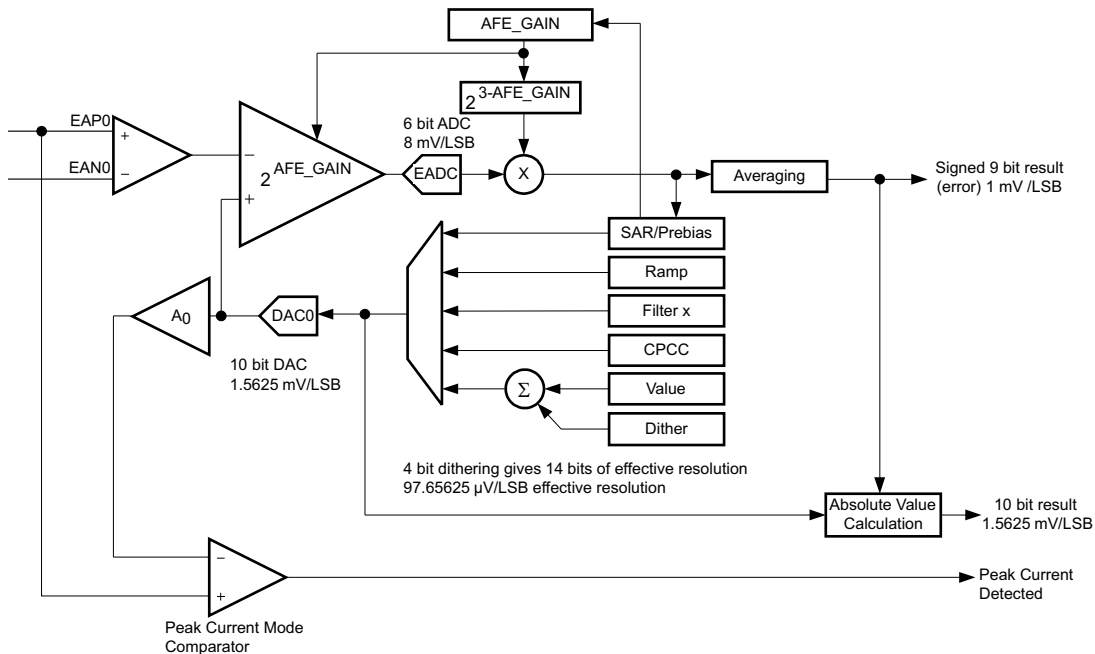 AFE_GAIN
2 3-AFE_GAIN
6 bit ADC
8 mV/LSB
EAP0
+
EAN0
−
−
2 AFE_GAIN
+
EADC
X
Averaging
Signed 9 bit result
(error) 1 mV /LSB
SAR/Prebias
Ramp
Filter x
CPCC
Value
Dither
Σ
A0
DAC0
10 bit DAC
1.5625 mV/LSB
4 bit dithering gives 14 bits of effective resolution
97.65625 μV/LSB effective resolution
Absolute Value
Calculation
10 bit result
1.5625 mV/LSB
−
+
Peak Current
Detected
Peak Current Mode
Comparator